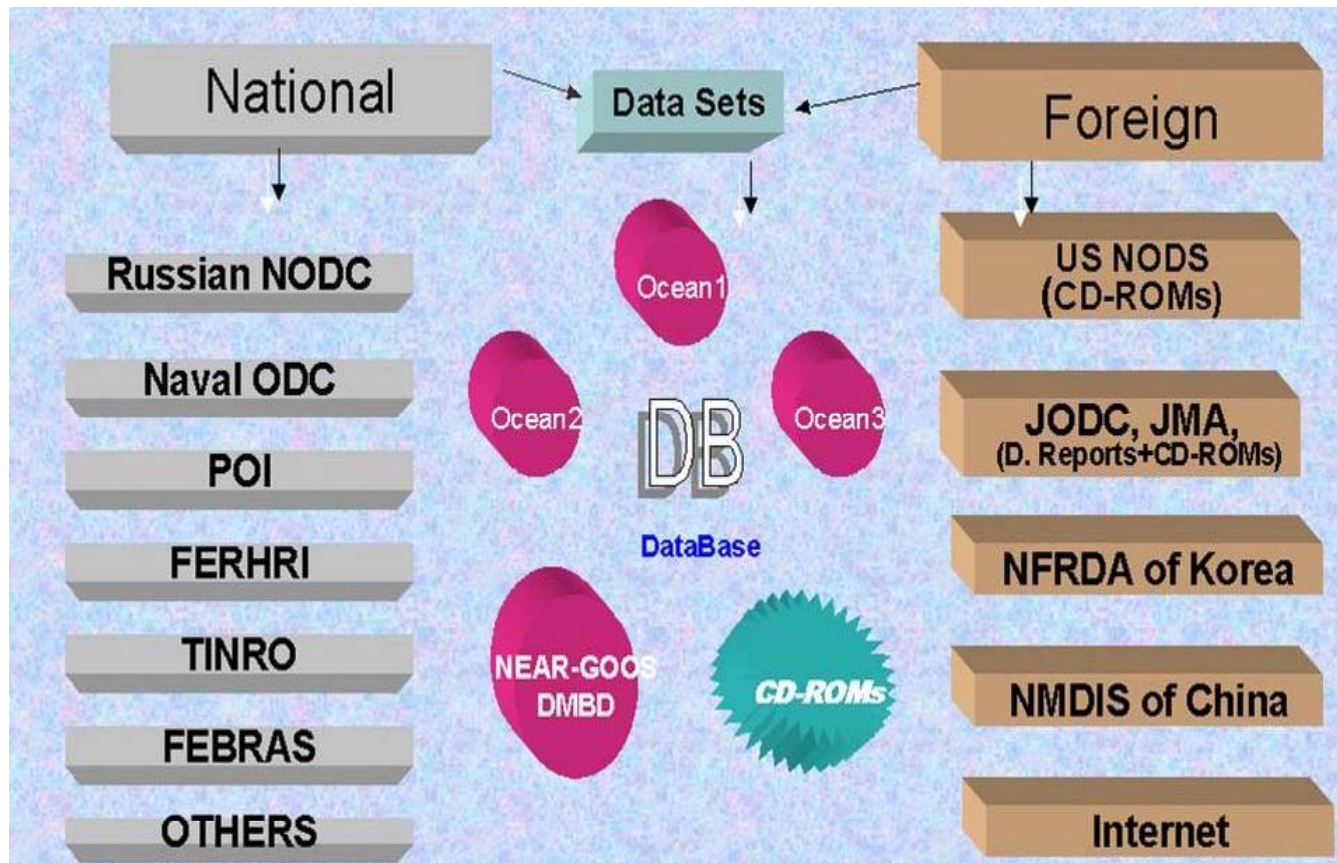 National
Data Sets
Foreign
Russian NODC
Naval ODC
POI
FERHRI
TINRO
FEBRAS
OTHERS
Ocean1
Ocean2
Ocean3
DB
DataBase
NEAR-GOOS
DMBD
CD-ROMs
US NODS
(CD-ROMs)
JODC, JMA,
(D. Reports+CD-ROMs)
NFRDA of Korea
NMDIS of China
Internet